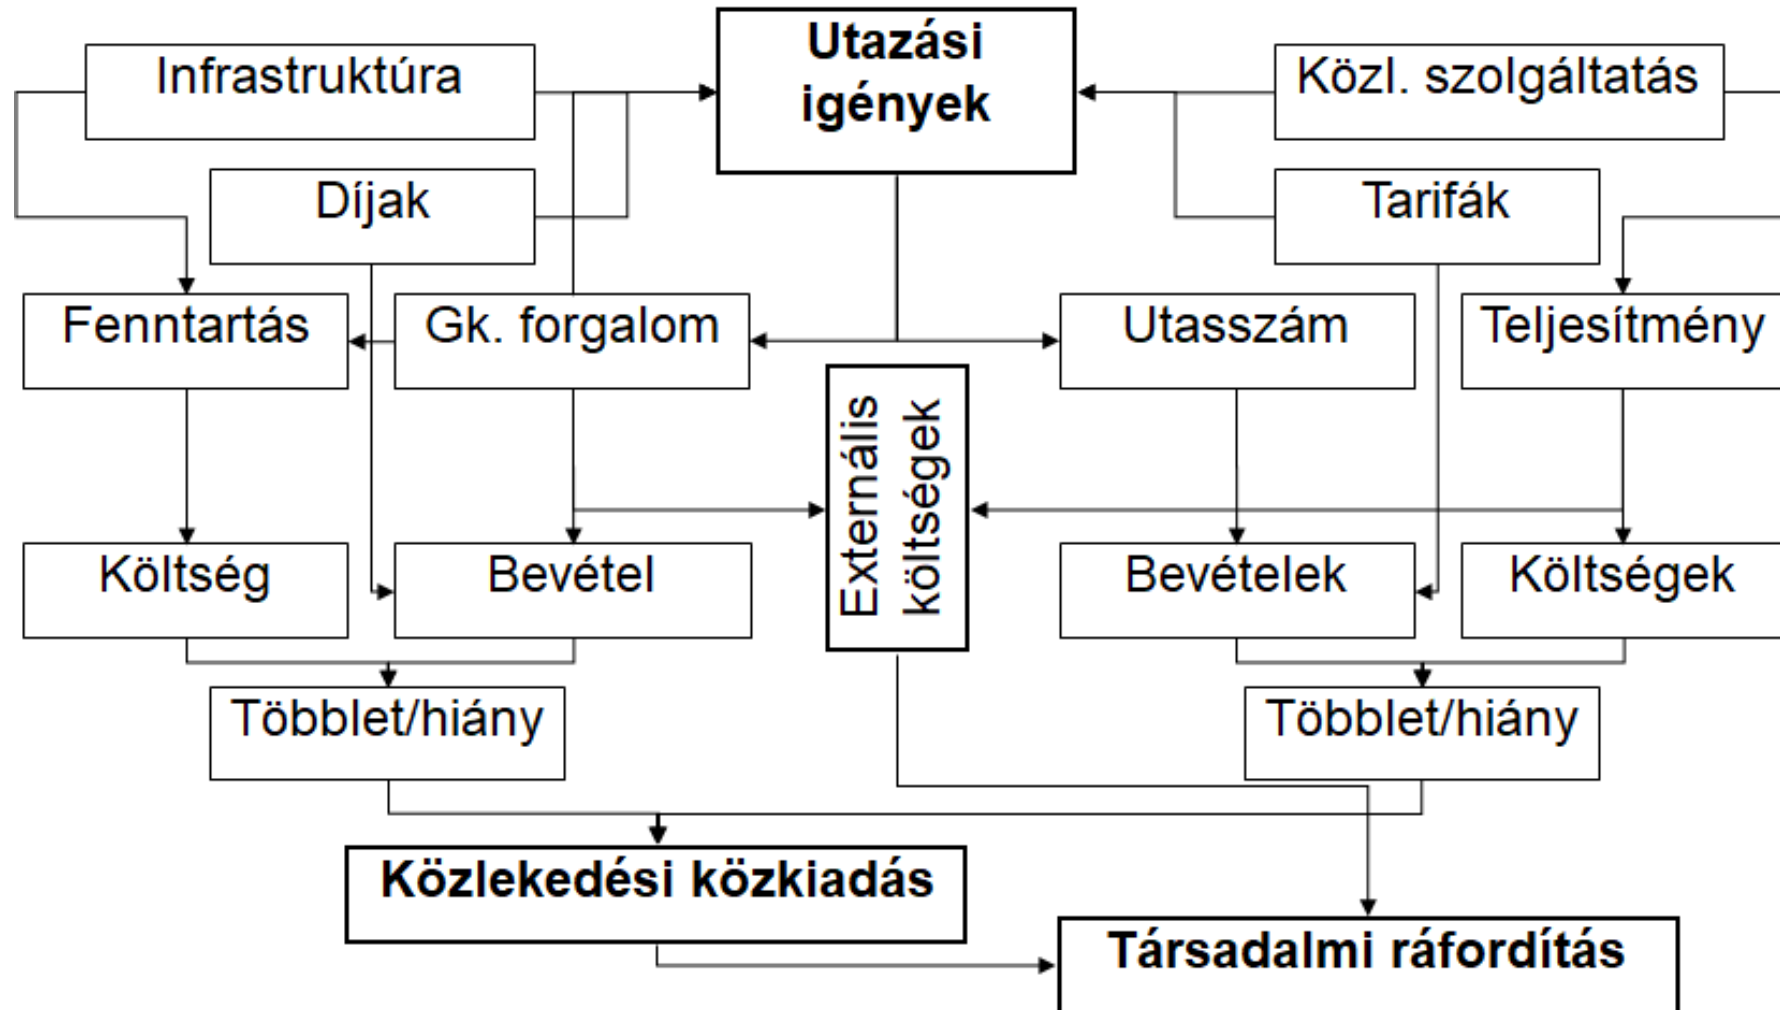 Utazási
igények
Infrastruktúra
Közl. szolgáltatás
Díjak
Tarifák
Fenntartás
Gk. forgalom
Utasszám
Teljesítmény
Externális
költségek
Költség
Bevétel
Bevételek
Költségek
Többlet/hiány
Többlet/hiány
Közlekedési közkiadás
Társadalmi ráfordítás